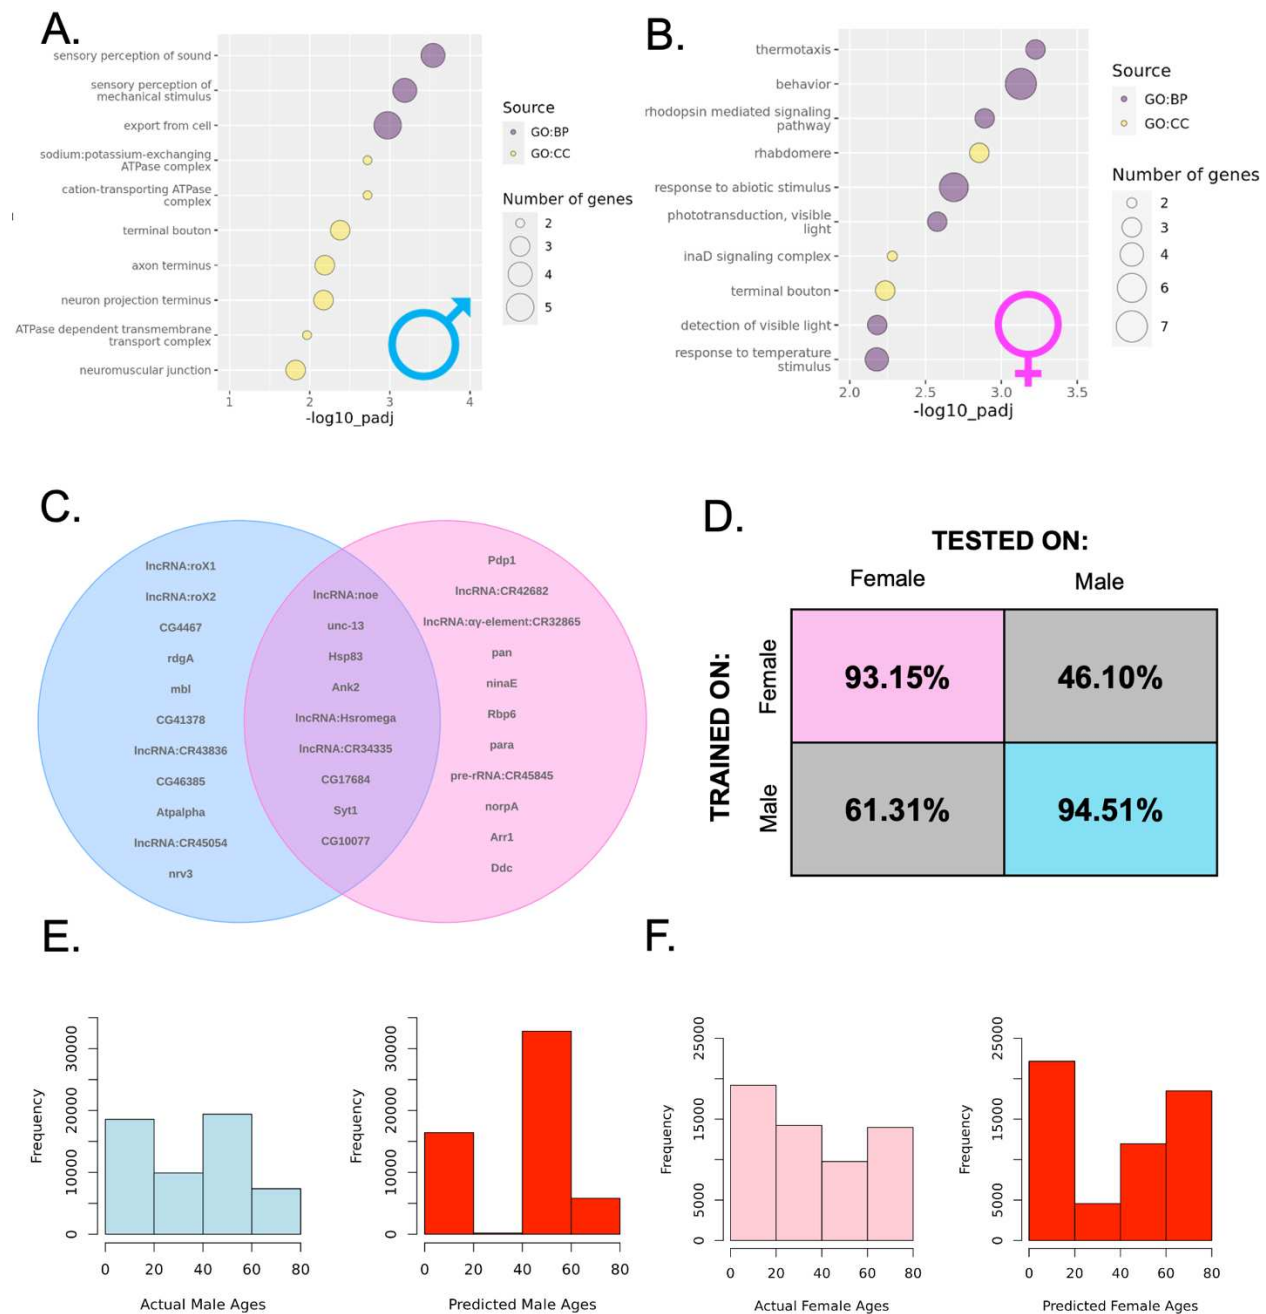 A.
sensory perception of sound
sensory perception of
mechanical stimulus
export from cell
sodium:potassium-exchanging
ATPase complex
cation-transporting ATPase
complex
terminal bouton
axon terminus
neuron projection terminus
ATPase dependent transmembrane
transport complex
neuromuscular junction
1 2 3 4
-log10_padj
Source
GO:BP
GO:CC
Number of genes
2
3
4
5
B.
thermotaxis
behavior
rhodopsin mediated signaling
pathway
rhabdomere
response to abiotic stimulus
phototransduction, visible
light
inaD signaling complex
terminal bouton
detection of visible light
response to temperature
stimulus
2.0 2.5 3.0 3.5
-log10_padj
Source
GO:BP
GO:CC
Number of genes
2
3
4
6
7
C.
lncRNA:roX1
lncRNA:roX2
CG4467
rdgA
mbl
CG41378
lncRNA:CR43836
CG46385
Atpalpha
lncRNA:CR45054
nrv3
lncRNA:noe
unc-13
Hsp83
Ank2
lncRNA:Hsromega
lncRNA:CR34335
CG17684
Syt1
CG10077
Pdp1
lncRNA:CR42682
lncRNA:αγ-element:CR32865
pan
ninaE
Rbp6
para
pre-rRNA:CR45845
norpA
Arr1
Ddc
D.
TESTED ON:
Female Male
TRAINED ON:
Female
93.15% 46.10%
Male
61.31% 94.51%
E.
Frequency
30000
20000
10000
0
0 20 40 60 80
Actual Male Ages
Frequency
30000
20000
10000
0
0 20 40 60 80
Predicted Male Ages
F.
Frequency
25000
15000
5000
0
0 20 40 60 80
Actual Female Ages
Frequency
25000
15000
5000
0
0 20 40 60 80
Predicted Female Ages